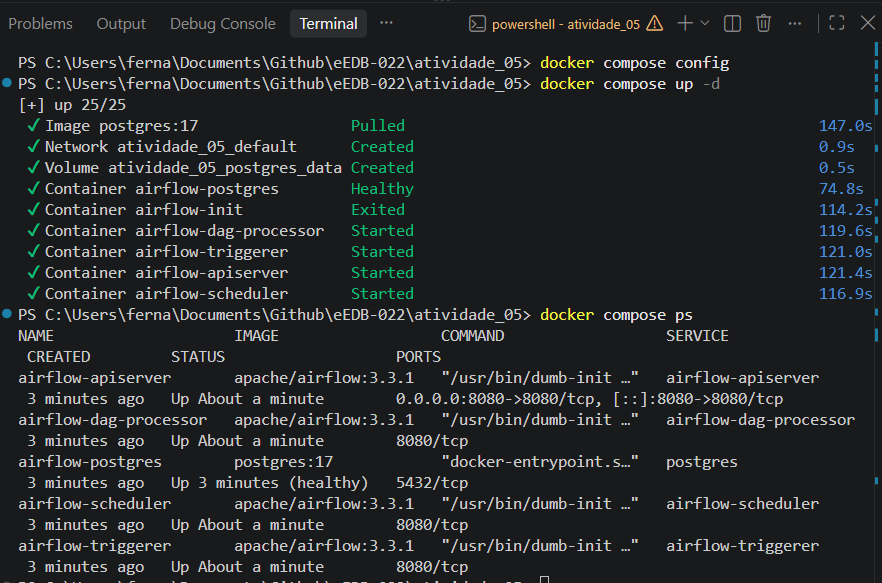 Problems Output Debug Console Terminal ··· powershell - atividade_05
PS C:\Users\ferna\Documents\Github\eEDB-022\atividade_05> docker compose config
PS C:\Users\ferna\Documents\Github\eEDB-022\atividade_05> docker compose up -d
[+] up 25/25
✓ Image postgres:17 Pulled 147.0s
✓ Network atividade_05_default Created 0.9s
✓ Volume atividade_05_postgres_data Created 0.5s
✓ Container airflow-postgres Healthy 74.8s
✓ Container airflow-init Exited 114.2s
✓ Container airflow-dag-processor Started 119.6s
✓ Container airflow-triggerer Started 121.0s
✓ Container airflow-apiserver Started 121.4s
✓ Container airflow-scheduler Started 116.9s
PS C:\Users\ferna\Documents\Github\eEDB-022\atividade_05> docker compose ps
NAME IMAGE COMMAND SERVICE
CREATED STATUS PORTS
airflow-apiserver apache/airflow:3.3.1 "/usr/bin/dumb-init …" airflow-apiserver
3 minutes ago Up About a minute 0.0.0.0:8080->8080/tcp, [::]:8080->8080/tcp
airflow-dag-processor apache/airflow:3.3.1 "/usr/bin/dumb-init …" airflow-dag-processor
3 minutes ago Up About a minute 8080/tcp
airflow-postgres postgres:17 "docker-entrypoint.s…" postgres
3 minutes ago Up 3 minutes (healthy) 5432/tcp
airflow-scheduler apache/airflow:3.3.1 "/usr/bin/dumb-init …" airflow-scheduler
3 minutes ago Up About a minute 8080/tcp
airflow-triggerer apache/airflow:3.3.1 "/usr/bin/dumb-init …" airflow-triggerer
3 minutes ago Up About a minute 8080/tcp